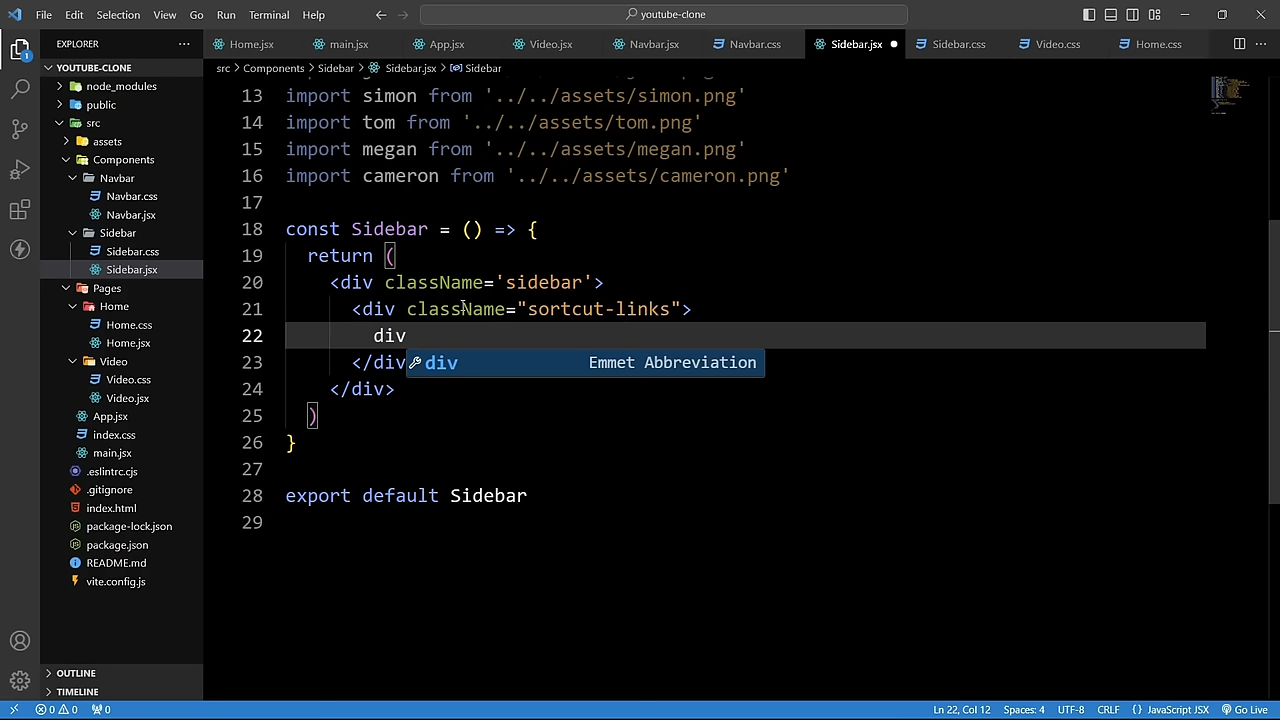 File Edit Selection View Go Run Terminal Help youtube-clone
EXPLORER ··· Home.jsx main.jsx App.jsx Video.jsx Navbar.jsx Navbar.css Sidebar.jsx Sidebar.css Video.css Home.css ···
YOUTUBE-CLONE
node_modules
public
src
assets
Components
Navbar
Navbar.css
Navbar.jsx
Sidebar
Sidebar.css
Sidebar.jsx
Pages
Home
Home.css
Home.jsx
Video
Video.css
Video.jsx
App.jsx
index.css
main.jsx
.eslintrc.cjs
.gitignore
index.html
package-lock.json
package.json
README.md
vite.config.js
OUTLINE
TIMELINE
1
src > Components > Sidebar > Sidebar.jsx > Sidebar
13 import simon from '../../assets/simon.png'
14 import tom from '../../assets/tom.png'
15 import megan from '../../assets/megan.png'
16 import cameron from '../../assets/cameron.png'
17
18 const Sidebar = () => {
19 return (
20 <div className='sidebar'>
21 <div className="sortcut-links">
22 div
23 </div
div Emmet Abbreviation
24 </div>
25 )
26 }
27
28 export default Sidebar
29
0 0 0 Ln 22, Col 12 Spaces: 4 UTF-8 CRLF {} JavaScript JSX Go Live